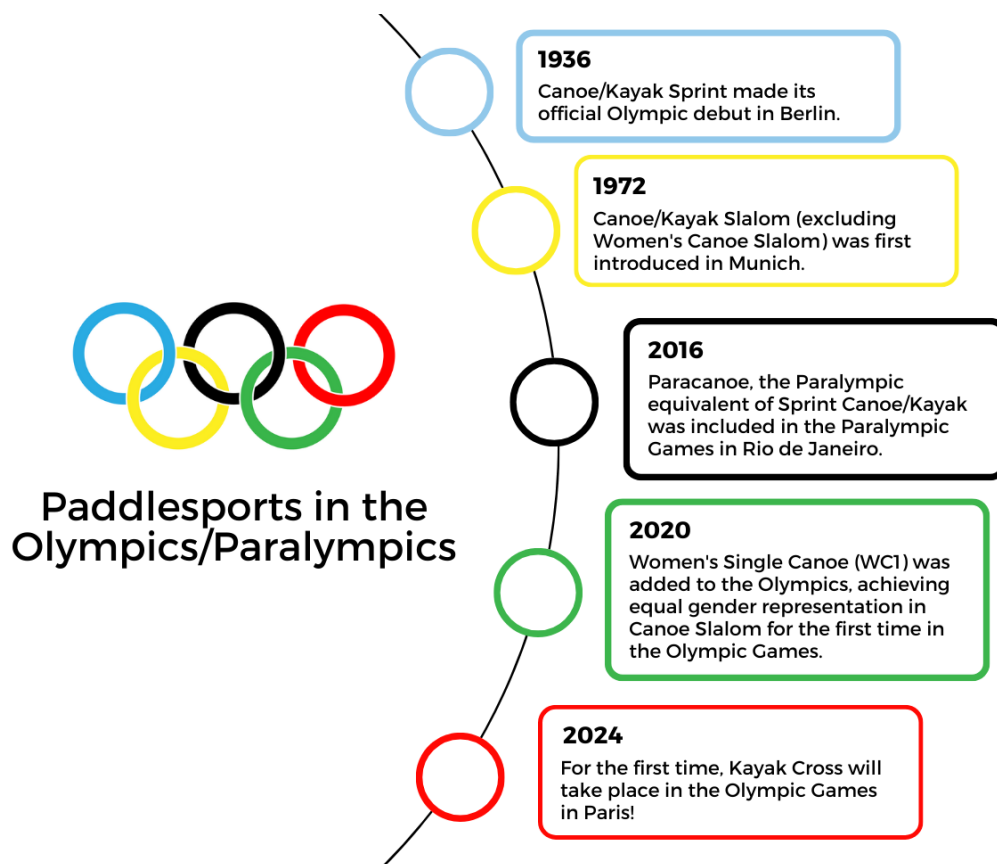 Paddlesports in the
Olympics/Paralympics
1936
Canoe/Kayak Sprint made its
official Olympic debut in Berlin.
1972
Canoe/Kayak Slalom (excluding
Women's Canoe Slalom) was first
introduced in Munich.
2016
Paracanoe, the Paralympic
equivalent of Sprint Canoe/Kayak
was included in the Paralympic
Games in Rio de Janeiro.
2020
Women's Single Canoe (WC1) was
added to the Olympics, achieving
equal gender representation in
Canoe Slalom for the first time in
the Olympic Games.
2024
For the first time, Kayak Cross will
take place in the Olympic Games
in Paris!